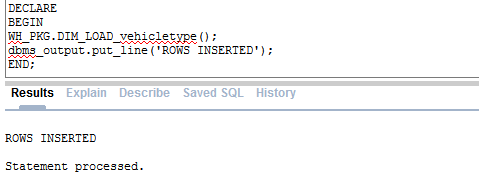 DECLARE
BEGIN
WH_PKG.DIM_LOAD_vehicletype();
dbms_output.put_line('ROWS INSERTED');
END;
Results Explain Describe Saved SQL History
ROWS INSERTED
Statement processed.